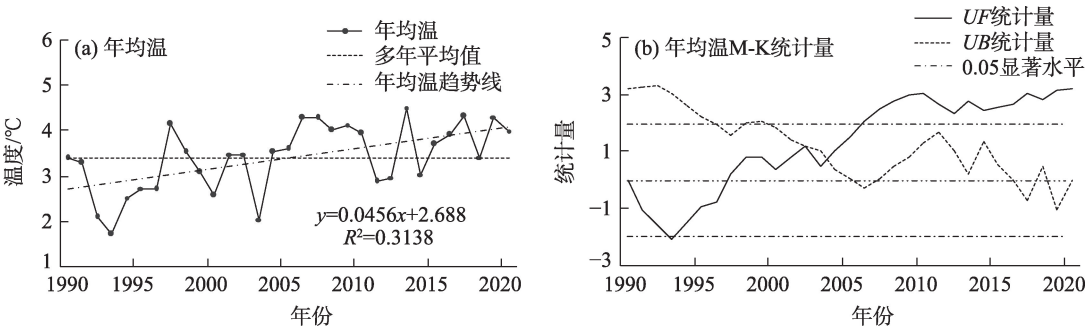 (a) 年均温
年均温
多年平均值
年均温趋势线
6
5
4
3
2
1
温度/℃
y=0.0456x+2.688
R²=0.3138
1990 1995 2000 2005 2010 2015 2020
年份
(b) 年均温M-K统计量
UF统计量
UB统计量
0.05显著水平
5
3
1
−1
−3
统计量
1990 1995 2000 2005 2010 2015 2020
年份